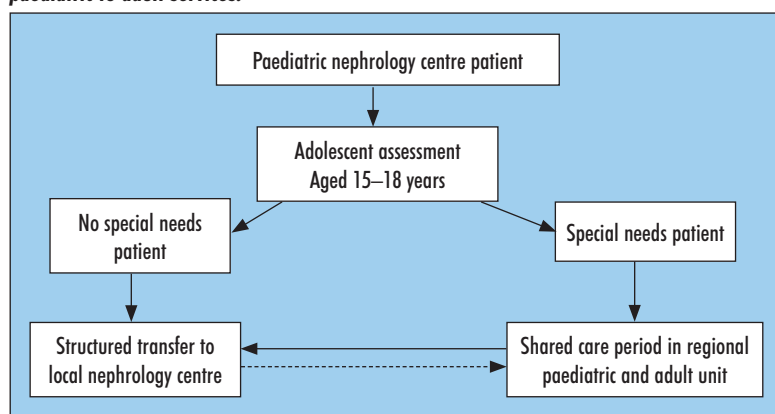 paediatric to adult services.
Paediatric nephrology centre patient
Adolescent assessment
Aged 15–18 years
No special needs
patient
Special needs patient
Structured transfer to
local nephrology centre
Shared care period in regional
paediatric and adult unit